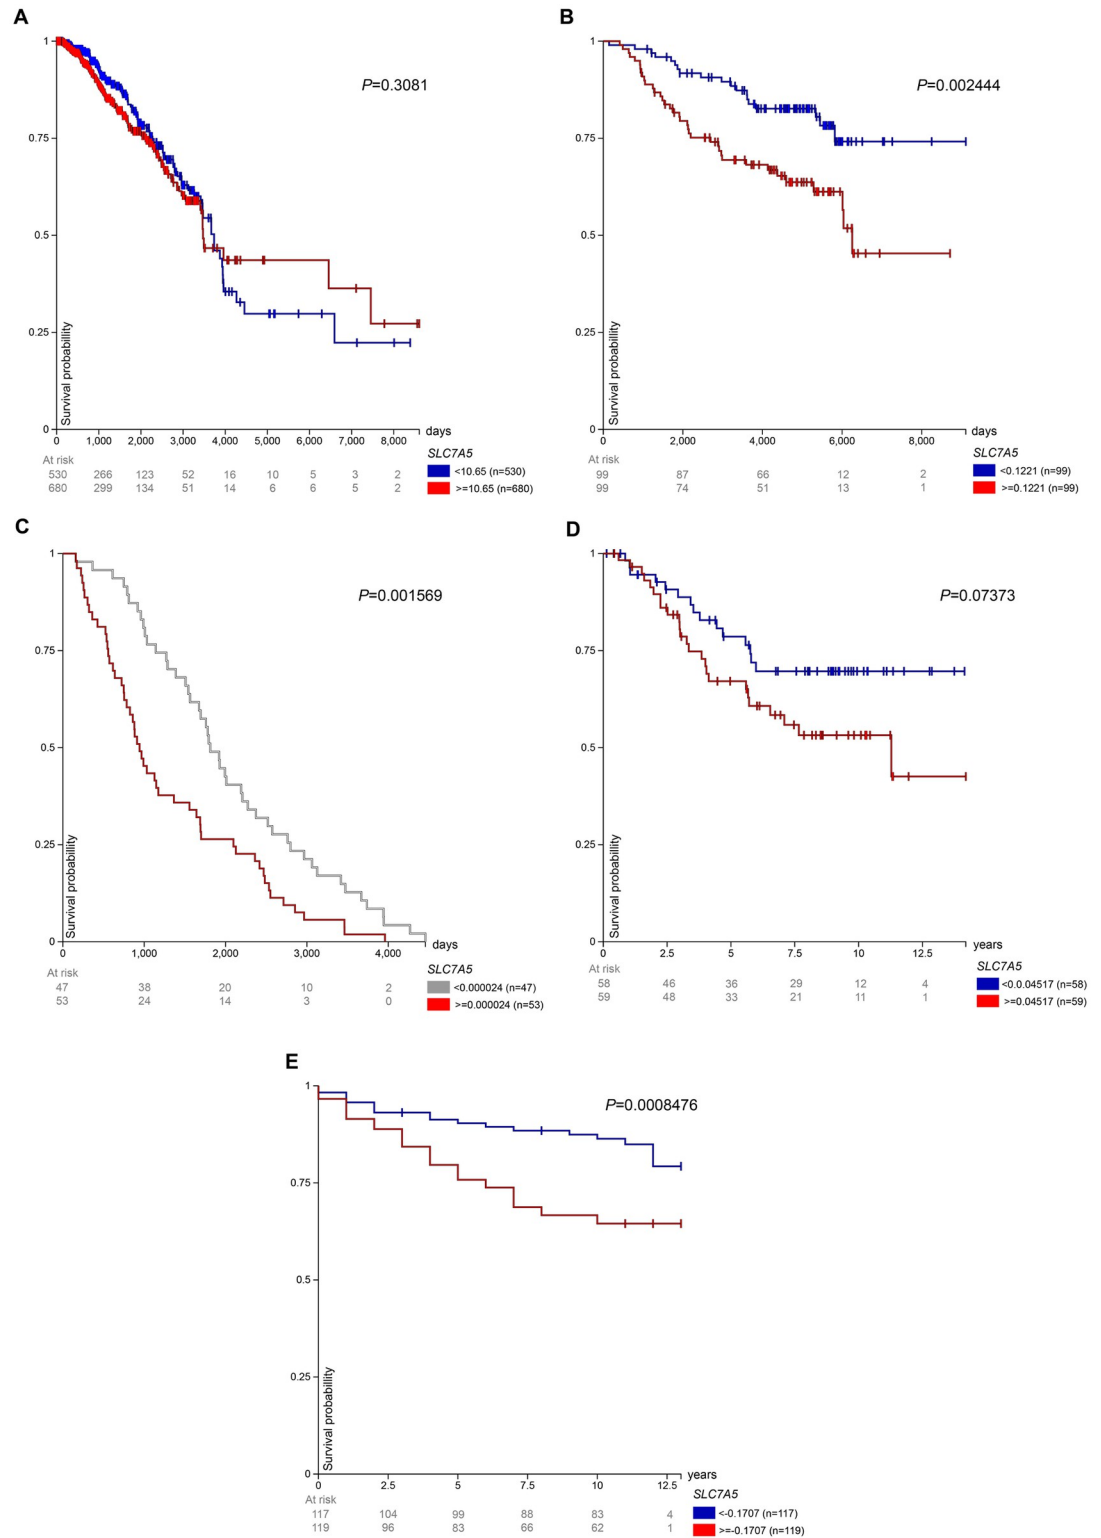 A
P=0.3081
1
0.75
0.5
0.25
0
Survival probability
0 1,000 2,000 3,000 4,000 5,000 6,000 7,000 8,000 days
At risk
530 266 123 52 16 10 5 3 2
680 299 134 51 14 6 6 5 2
SLC7A5
<10.65 (n=530)
>=10.65 (n=680)
B
P=0.002444
1
0.75
0.5
0.25
0
Survival probability
0 2,000 4,000 6,000 8,000 days
At risk
99 87 66 12 2
99 74 51 13 1
SLC7A5
<0.1221 (n=99)
>=0.1221 (n=99)
C
P=0.001569
1
0.75
0.5
0.25
0
Survival probability
0 1,000 2,000 3,000 4,000 days
At risk
47 38 20 10 2
53 24 14 3 0
SLC7A5
<0.000024 (n=47)
>=0.000024 (n=53)
D
P=0.07373
1
0.75
0.5
0.25
0
Survival probability
0 2.5 5 7.5 10 12.5 years
At risk
58 46 36 29 12 4
59 48 33 21 11 1
SLC7A5
<0.0.04517 (n=58)
>=0.04517 (n=59)
E
P=0.0008476
1
0.75
0.5
0.25
0
Survival probability
0 2.5 5 7.5 10 12.5 years
At risk
117 104 99 88 83 4
119 96 83 66 62 1
SLC7A5
<-0.1707 (n=117)
>=-0.1707 (n=119)